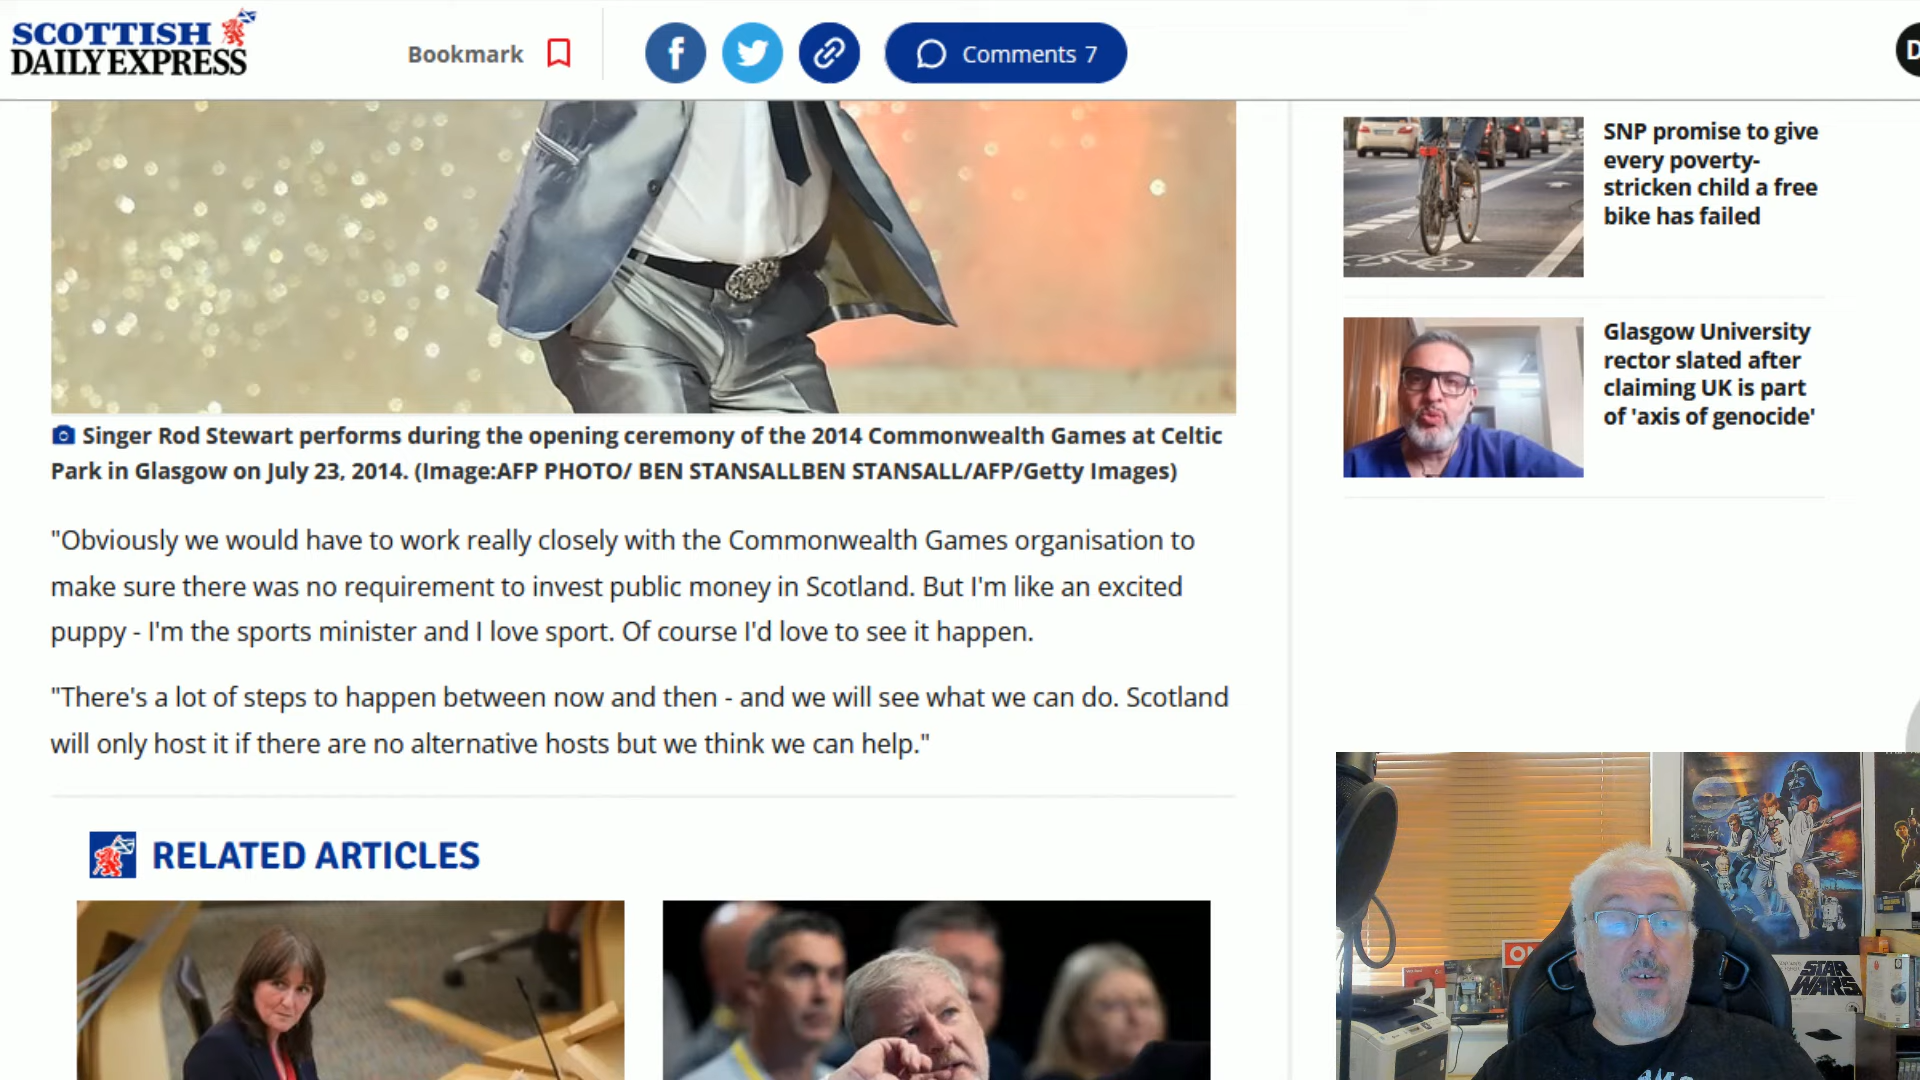 SCOTTISH
DAILY EXPRESS
Bookmark
f
Comments 7
D
Singer Rod Stewart performs during the opening ceremony of the 2014 Commonwealth Games at Celtic
Park in Glasgow on July 23, 2014. (Image:AFP PHOTO/ BEN STANSALLBEN STANSALL/AFP/Getty Images)
"Obviously we would have to work really closely with the Commonwealth Games organisation to
make sure there was no requirement to invest public money in Scotland. But I'm like an excited
puppy - I'm the sports minister and I love sport. Of course I'd love to see it happen.
"There's a lot of steps to happen between now and then - and we will see what we can do. Scotland
will only host it if there are no alternative hosts but we think we can help."
RELATED ARTICLES
SNP promise to give
every poverty-
stricken child a free
bike has failed
Glasgow University
rector slated after
claiming UK is part
of 'axis of genocide'
ON
STAR
WARS